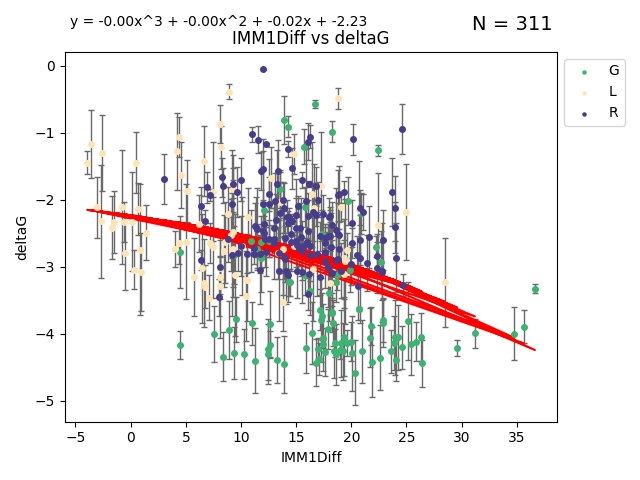 y = -0.00x^3 + -0.00x^2 + -0.02x + -2.23
N = 311
IMM1Diff vs deltaG
G
L
R
0
−1
−2
−3
−4
−5
deltaG
−5 0 5 10 15 20 25 30 35
IMM1Diff